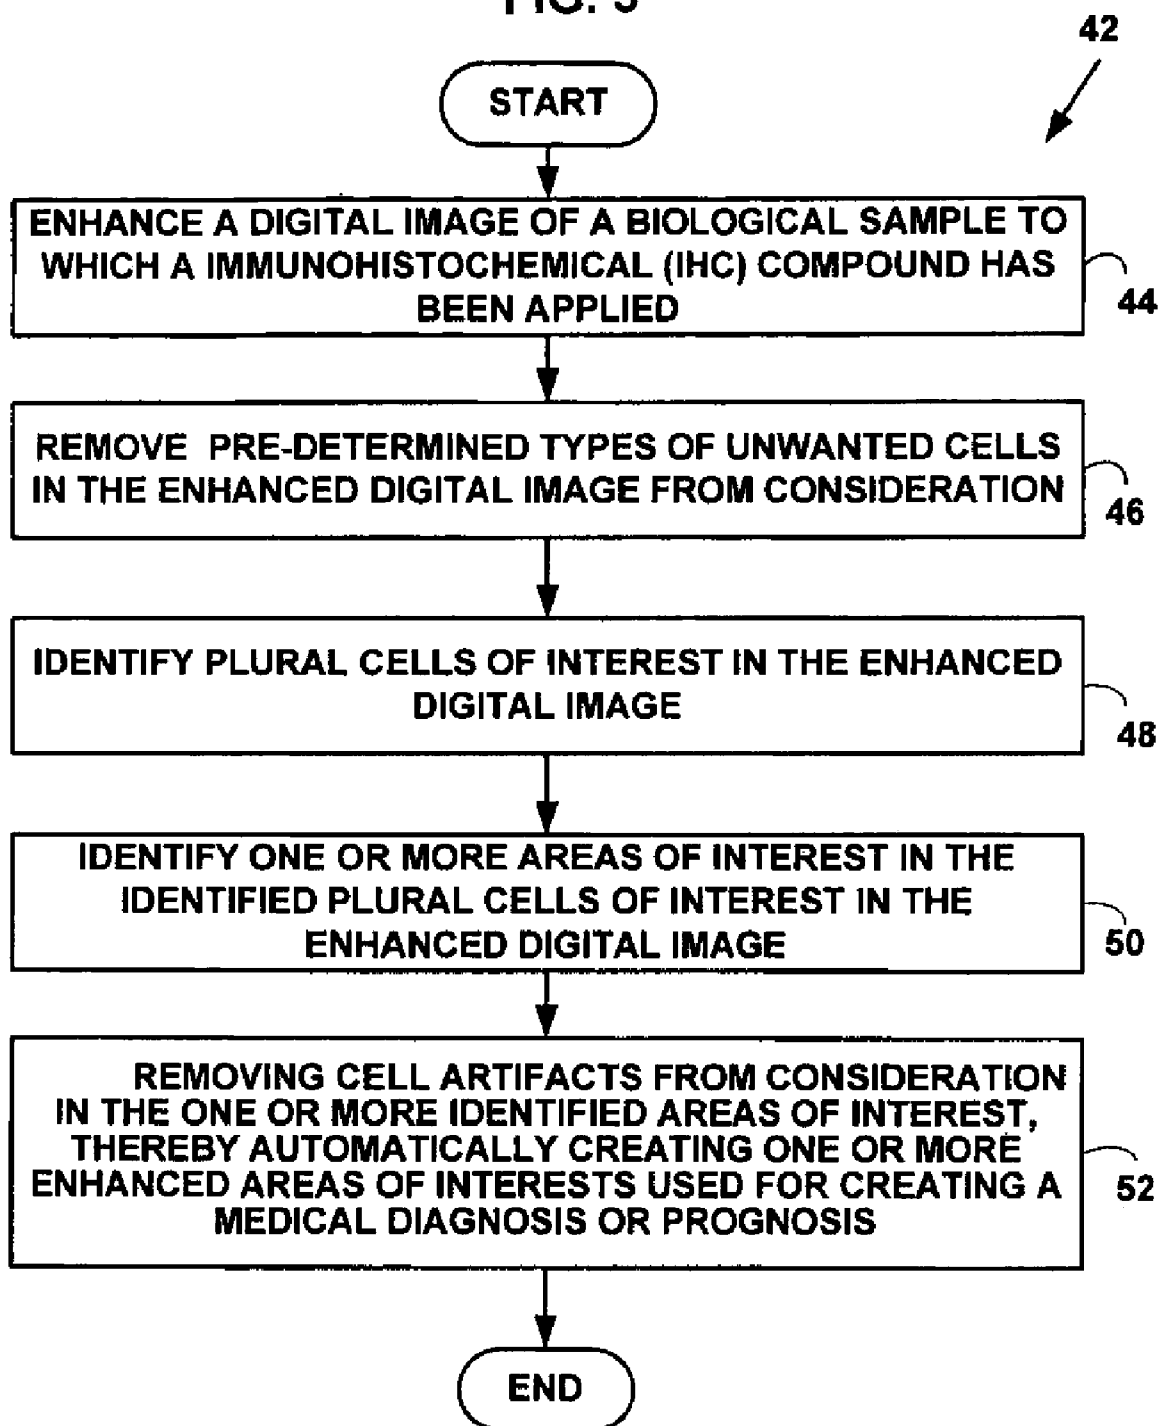 42
START
ENHANCE A DIGITAL IMAGE OF A BIOLOGICAL SAMPLE TO
WHICH A IMMUNOHISTOCHEMICAL (IHC) COMPOUND HAS
BEEN APPLIED
44
REMOVE PRE-DETERMINED TYPES OF UNWANTED CELLS
IN THE ENHANCED DIGITAL IMAGE FROM CONSIDERATION
46
IDENTIFY PLURAL CELLS OF INTEREST IN THE ENHANCED
DIGITAL IMAGE
48
IDENTIFY ONE OR MORE AREAS OF INTEREST IN THE
IDENTIFIED PLURAL CELLS OF INTEREST IN THE
ENHANCED DIGITAL IMAGE
50
REMOVING CELL ARTIFACTS FROM CONSIDERATION
IN THE ONE OR MORE IDENTIFIED AREAS OF INTEREST,
THEREBY AUTOMATICALLY CREATING ONE OR MORE
ENHANCED AREAS OF INTERESTS USED FOR CREATING A
MEDICAL DIAGNOSIS OR PROGNOSIS
52
END